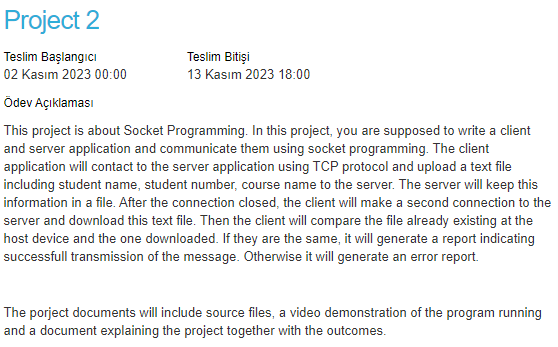 Project 2
Teslim Başlangıcı
Teslim Bitişi
02 Kasım 2023 00:00
13 Kasım 2023 18:00
Ödev Açıklaması
This project is about Socket Programming. In this project, you are supposed to write a client
and server application and communicate them using socket programming. The client
application will contact to the server application using TCP protocol and upload a text file
including student name, student number, course name to the server. The server will keep this
information in a file. After the connection closed, the client will make a second connection to the
server and download this text file. Then the client will compare the file already existing at the
host device and the one downloaded. If they are the same, it will generate a report indicating
successfull transmission of the message. Otherwise it will generate an error report.
The porject documents will include source files, a video demonstration of the program running
and a document explaining the project together with the outcomes.